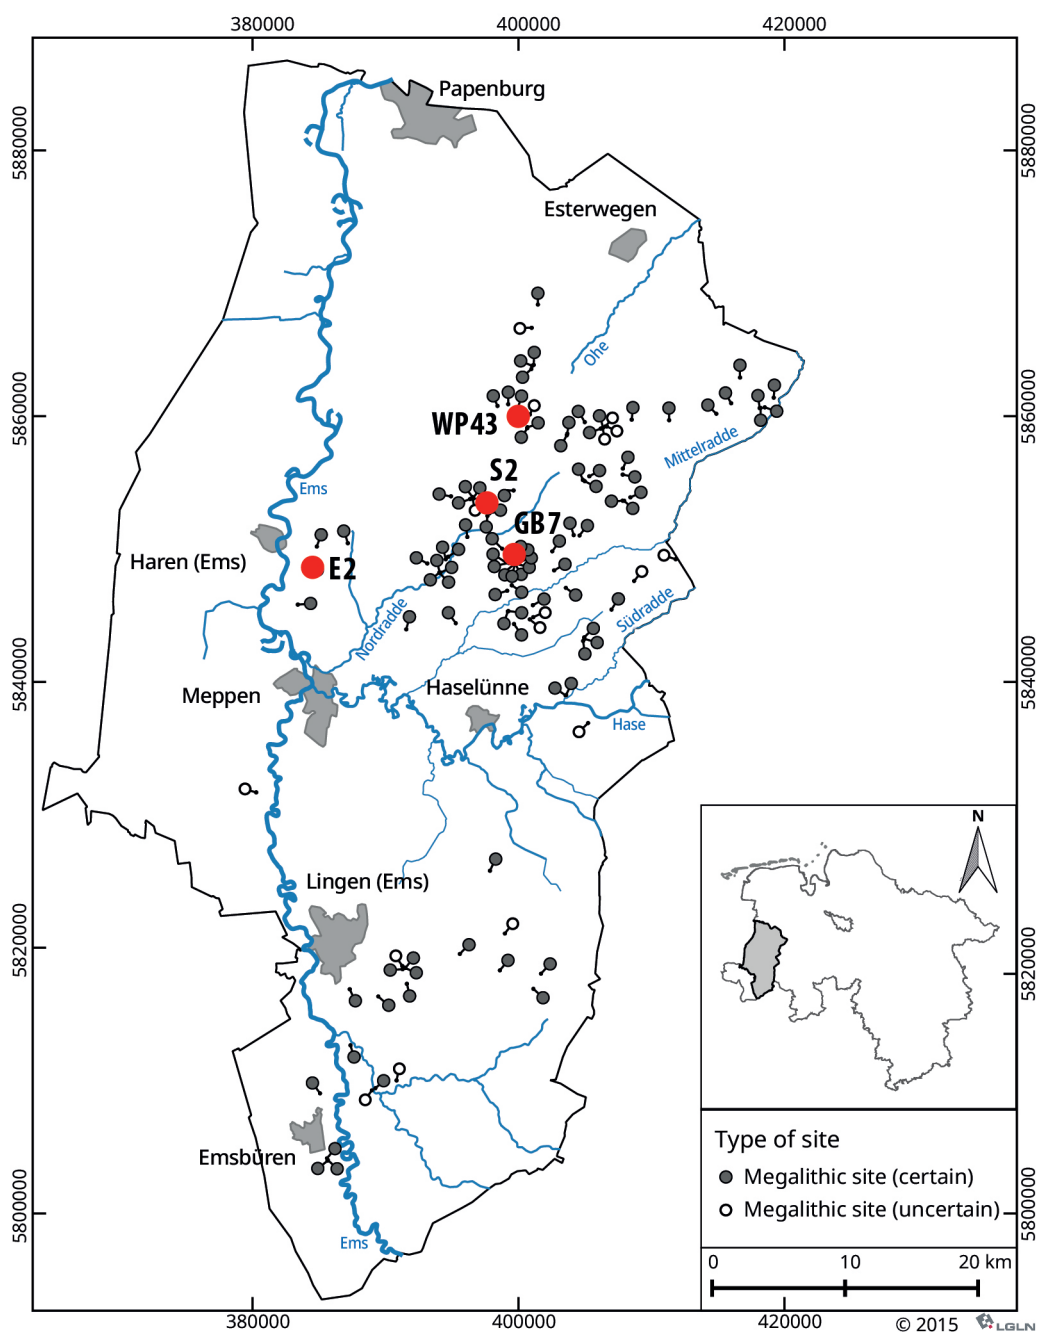 380000 400000 420000
5880000 5880000
Papenburg
Esterwegen
Ohe
5860000 5860000
WP43
Mittelradde
S2
Ems
GB7
Haren (Ems)
E2
Nordradde
Südradde
5840000 5840000
Meppen
Haselünne
Hase
N
Lingen (Ems)
5820000 5820000
Type of site
Megalithic site (certain)
Megalithic site (uncertain)
Emsbüren
5800000 5800000
Ems
0 10 20 km
380000 400000 420000
© 2015 LGLN